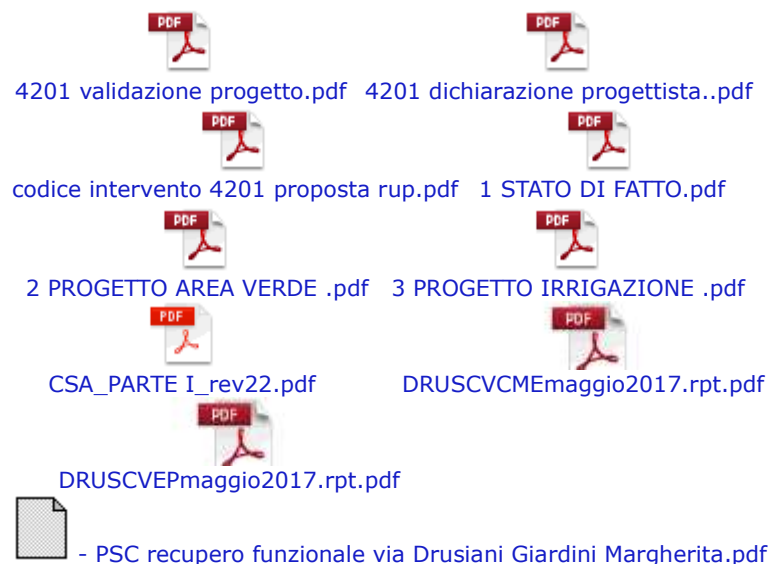 PDF PDF
4201 validazione progetto.pdf 4201 dichiarazione progettista..pdf
PDF PDF
codice intervento 4201 proposta rup.pdf 1 STATO DI FATTO.pdf
PDF PDF
2 PROGETTO AREA VERDE .pdf 3 PROGETTO IRRIGAZIONE .pdf
PDF PDF
CSA_PARTE I_rev22.pdf DRUSCVCMEmaggio2017.rpt.pdf
PDF
DRUSCVEPmaggio2017.rpt.pdf
- PSC recupero funzionale via Drusiani Giardini Margherita.pdf